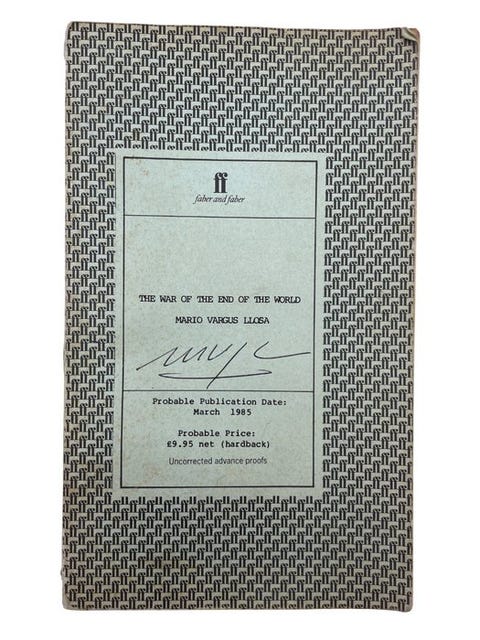 ff
faber and faber
THE WAR OF THE END OF THE WORLD
MARIO VARGUS LLOSA
Probable Publication Date:
March 1985
Probable Price:
£9.95 net (hardback)
Uncorrected advance proofs